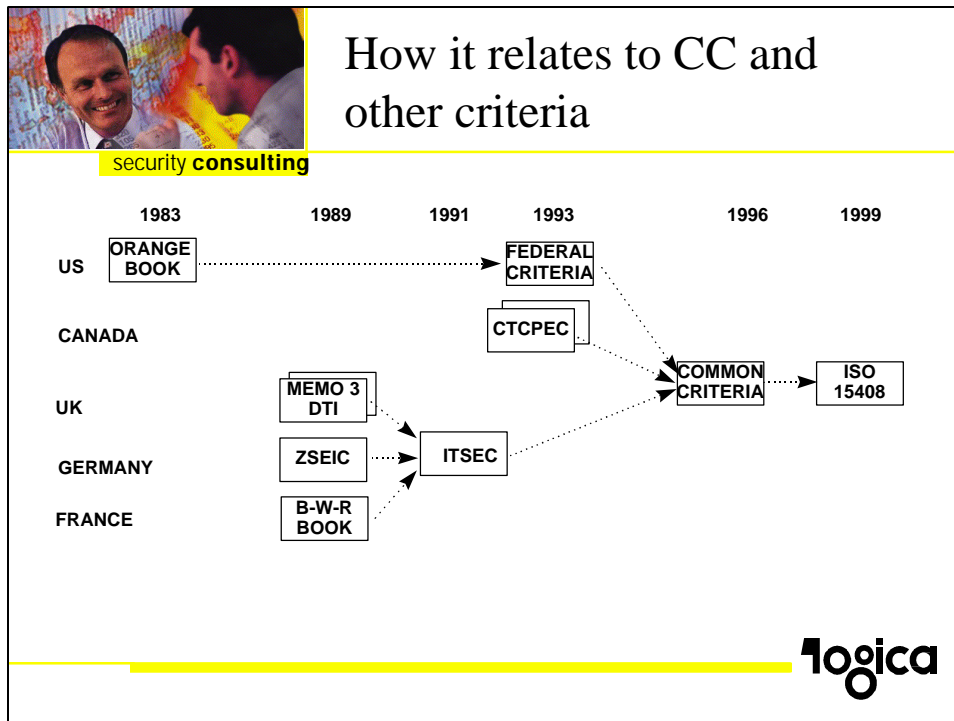 How it relates to CC and
other criteria
security consulting
1983 1989 1991 1993 1996 1999
US
ORANGE
BOOK
FEDERAL
CRITERIA
CANADA
CTCPEC
COMMON
CRITERIA
ISO
15408
UK
MEMO 3
DTI
GERMANY
ZSEIC
ITSEC
FRANCE
B-W-R
BOOK
logica